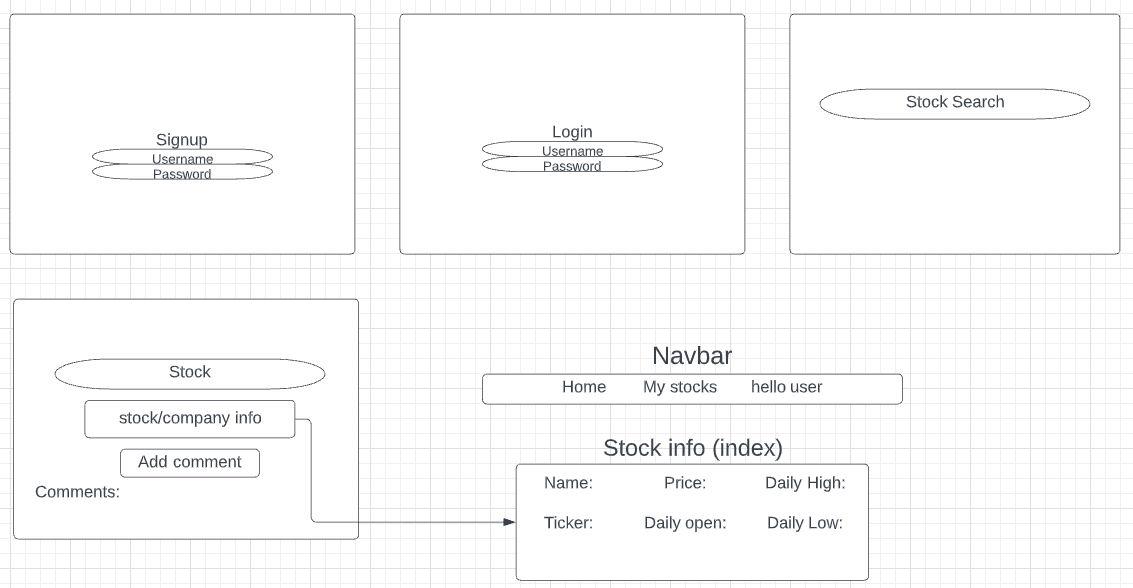 Signup
Username
Password
Login
Username
Password
Stock Search
Stock
stock/company info
Add comment
Comments:
Navbar
Home My stocks hello user
Stock info (index)
Name: Price: Daily High:
Ticker: Daily open: Daily Low: